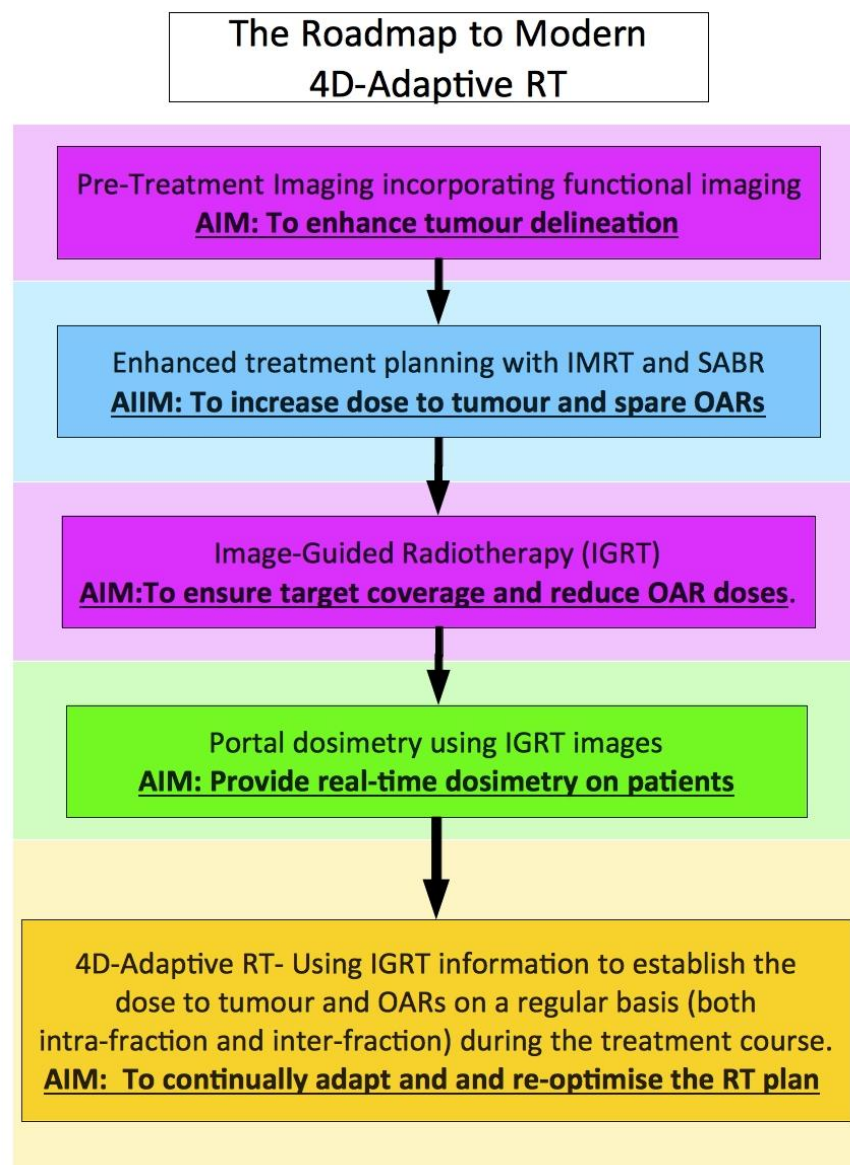 The Roadmap to Modern
4D-Adaptive RT
Pre-Treatment Imaging incorporating functional imaging
AIM: To enhance tumour delineation
Enhanced treatment planning with IMRT and SABR
AIIM: To increase dose to tumour and spare OARs
Image-Guided Radiotherapy (IGRT)
AIM:To ensure target coverage and reduce OAR doses.
Portal dosimetry using IGRT images
AIM: Provide real-time dosimetry on patients
4D-Adaptive RT- Using IGRT information to establish the
dose to tumour and OARs on a regular basis (both
intra-fraction and inter-fraction) during the treatment course.
AIM:  To continually adapt and and re-optimise the RT plan